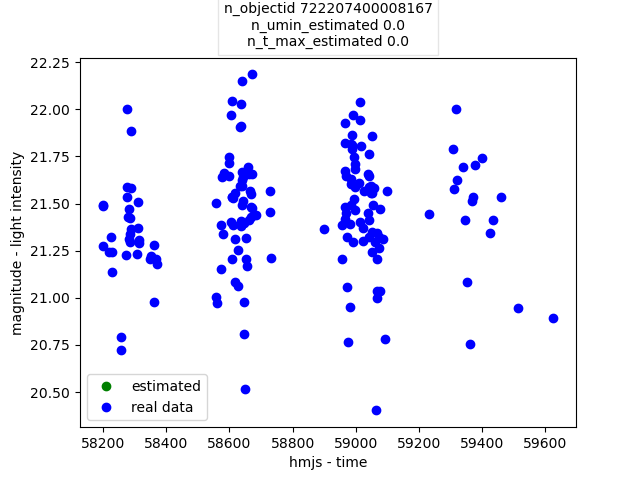 n_objectid 722207400008167
n_umin_estimated 0.0
n_t_max_estimated 0.0
22.25
22.00
21.75
21.50
21.25
21.00
20.75
20.50
magnitude - light intensity
estimated
real data
58200 58400 58600 58800 59000 59200 59400 59600
hmjs - time